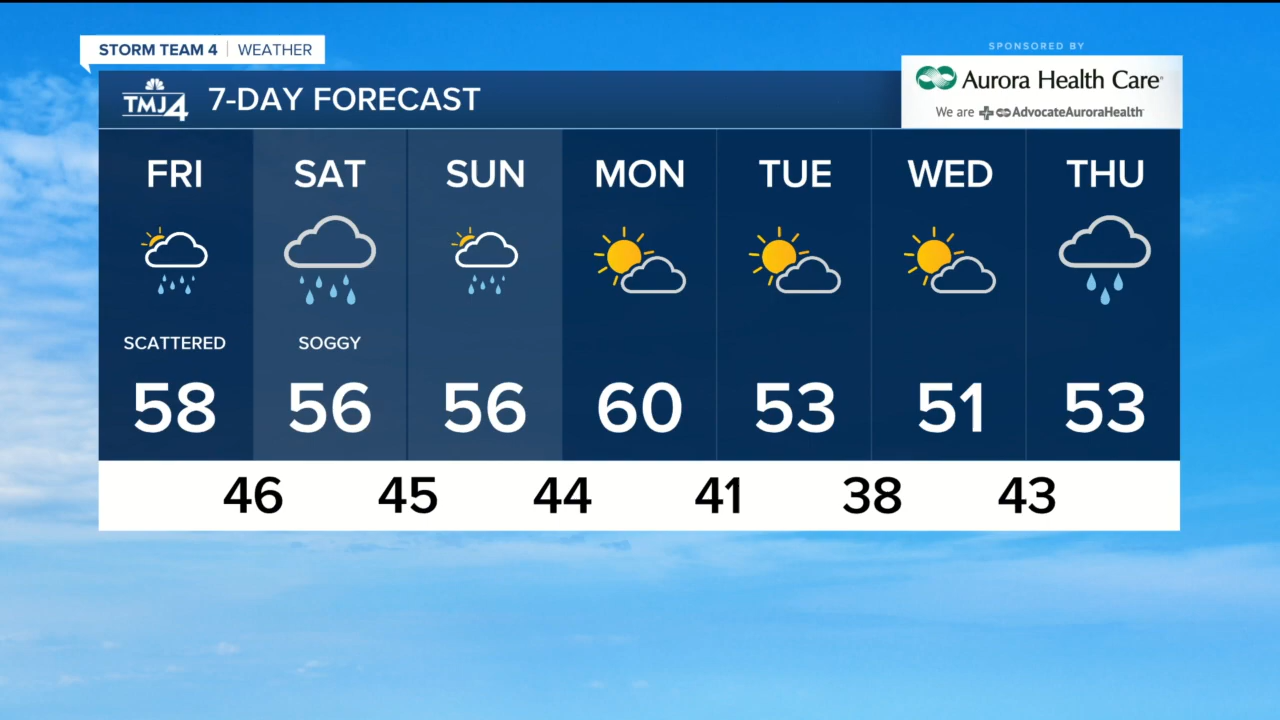 STORM TEAM 4 | WEATHER
SPONSORED BY
Aurora Health Care®
We are AdvocateAuroraHealth™
TMJ4 7-DAY FORECAST
FRI SAT SUN MON TUE WED THU
SCATTERED SOGGY
58 56 56 60 53 51 53
46 45 44 41 38 43